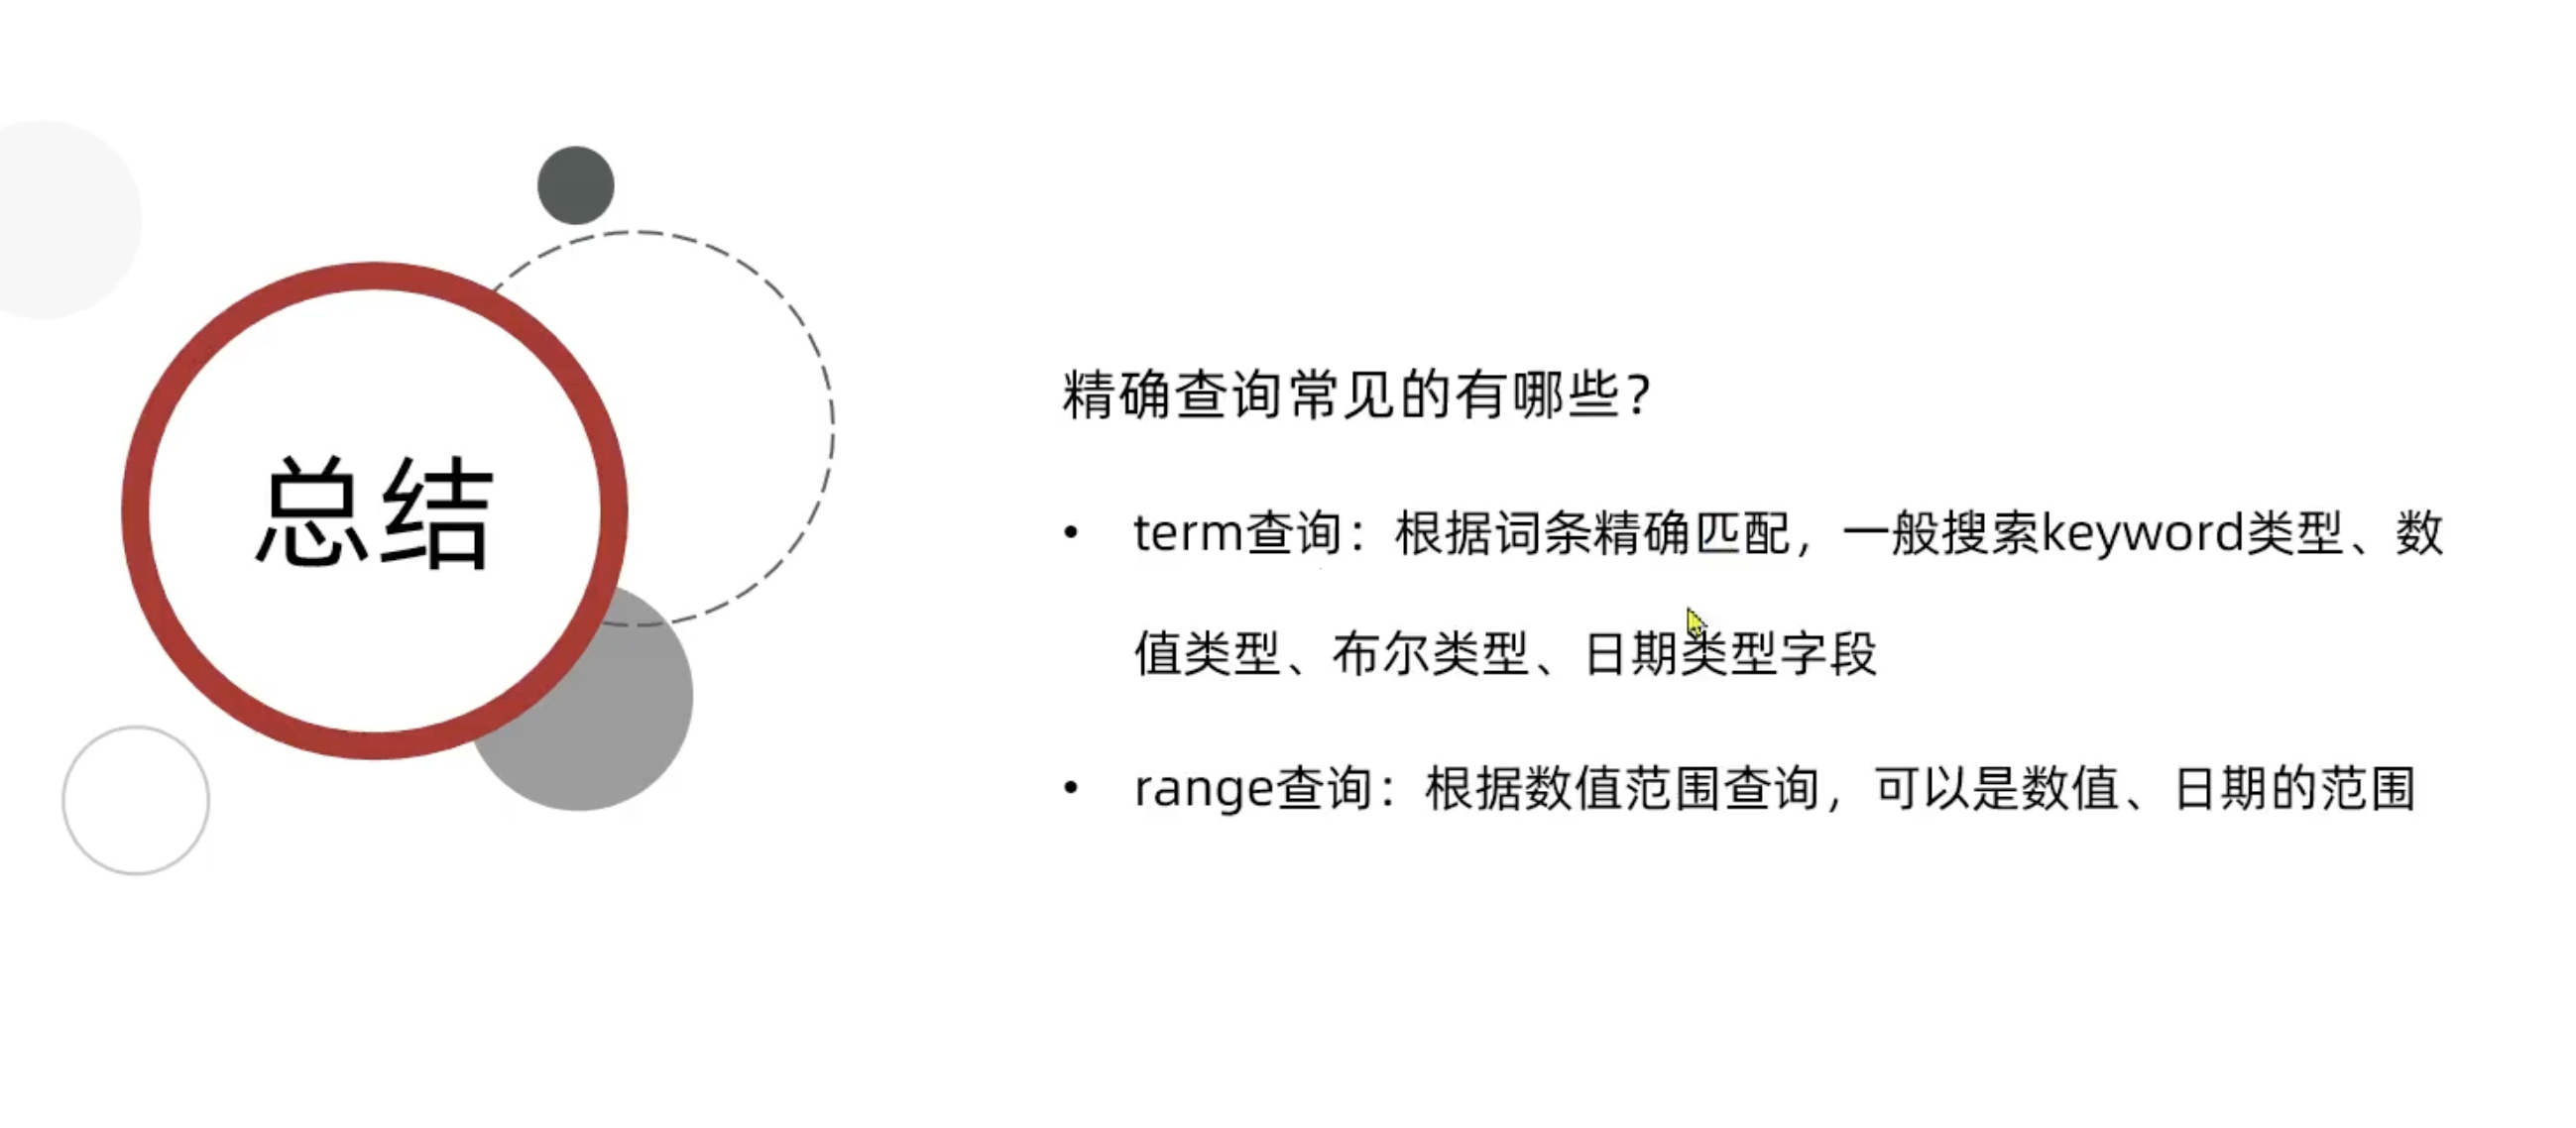 总结
精确查询常见的有哪些？
• term查询：根据词条精确匹配，一般搜索keyword类型、数
值类型、布尔类型、日期类型字段
• range查询：根据数值范围查询，可以是数值、日期的范围